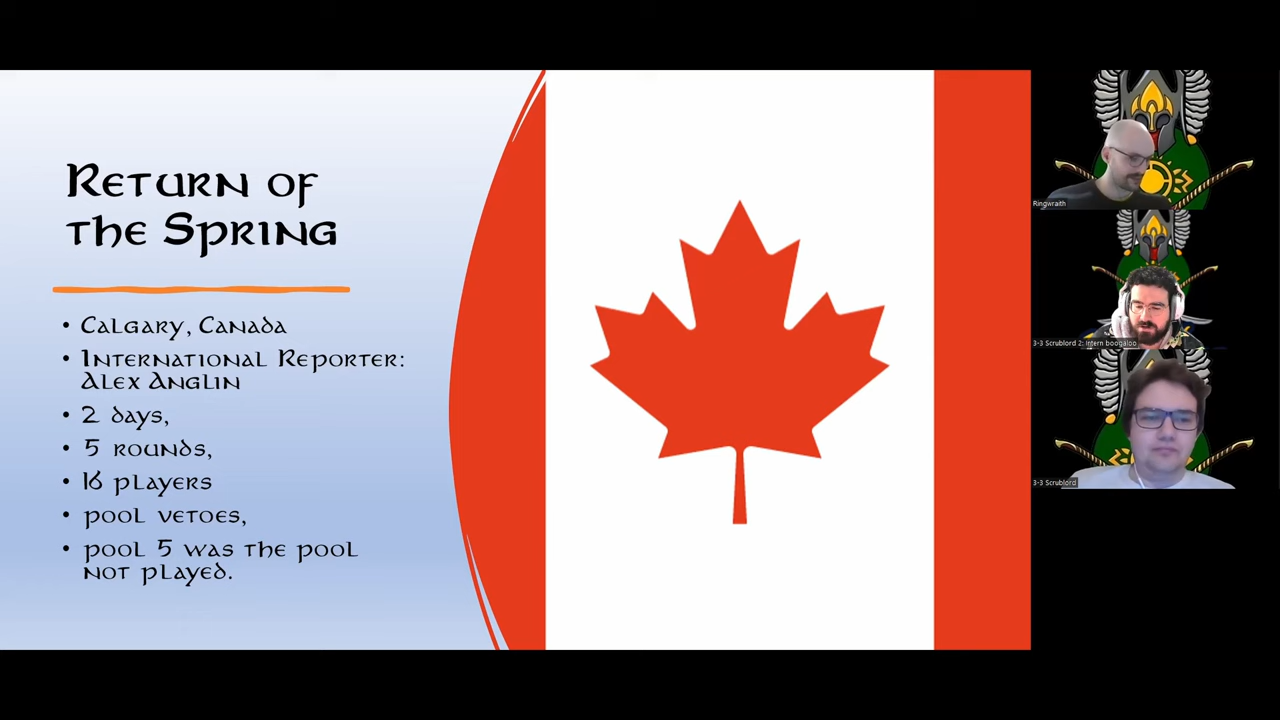 Return of
the Spring
• Calgary, Canada
• International Reporter:
Alex Anglin
• 2 days,
• 5 rounds,
• 16 players
• pool vetoes,
• pool 5 was the pool
not played.
Ringwraith
3-3 Scrublord 2: Intern boogaloo
3-3 Scrublord